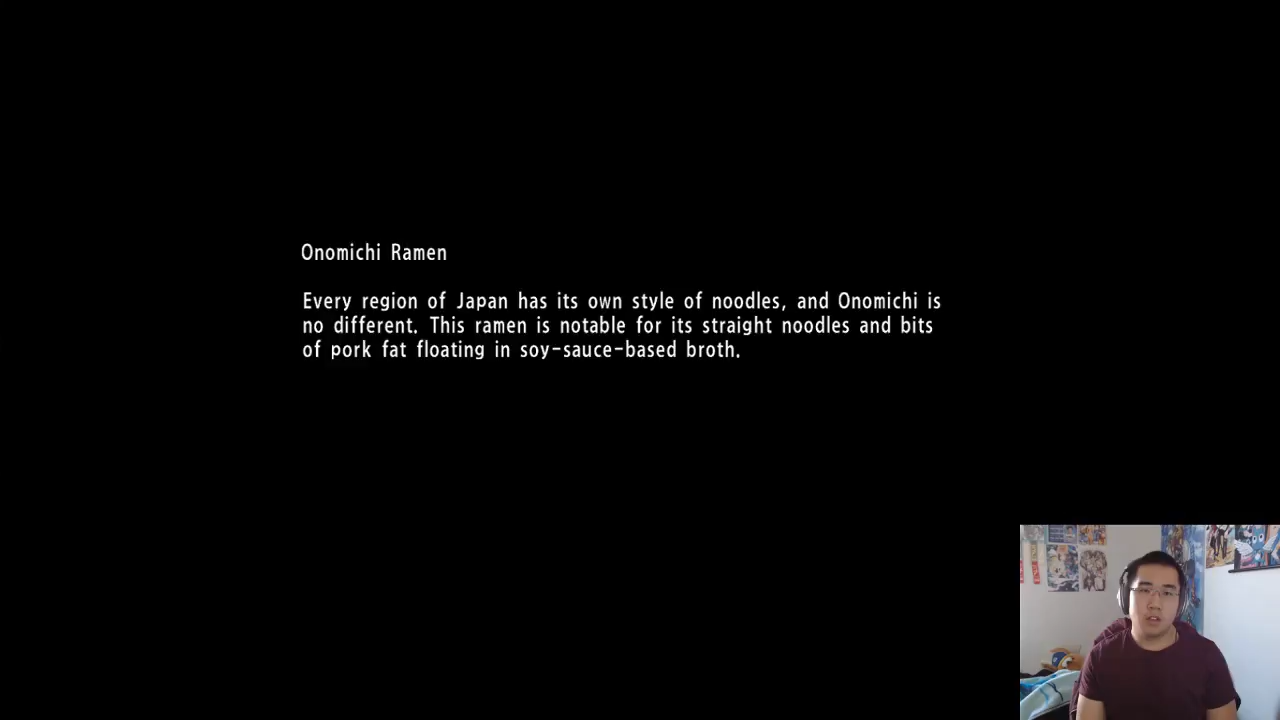 Onomichi Ramen
Every region of Japan has its own style of noodles, and Onomichi is
no different. This ramen is notable for its straight noodles and bits
of pork fat floating in soy-sauce-based broth.